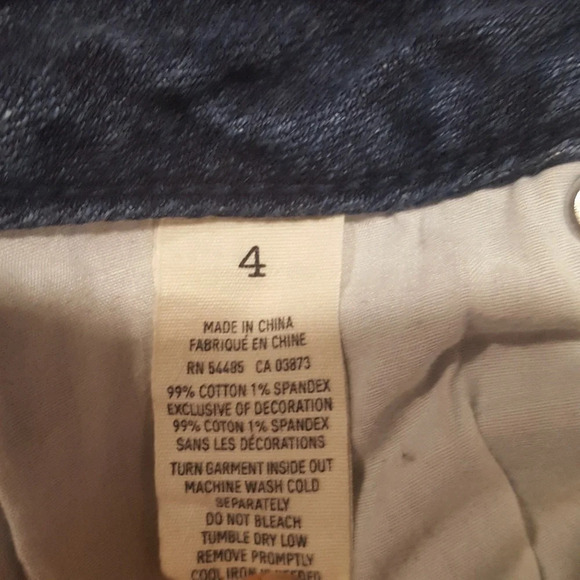 4
MADE IN CHINA
FABRIQUÉ EN CHINE
RN 54485 CA 03873
99% COTTON 1% SPANDEX
EXCLUSIVE OF DECORATION
99% COTON 1% SPANDEX
SANS LES DÉCORATIONS
TURN GARMENT INSIDE OUT
MACHINE WASH COLD
SEPARATELY
DO NOT BLEACH
TUMBLE DRY LOW
REMOVE PROMPTLY
COOL IRON IF NEEDED